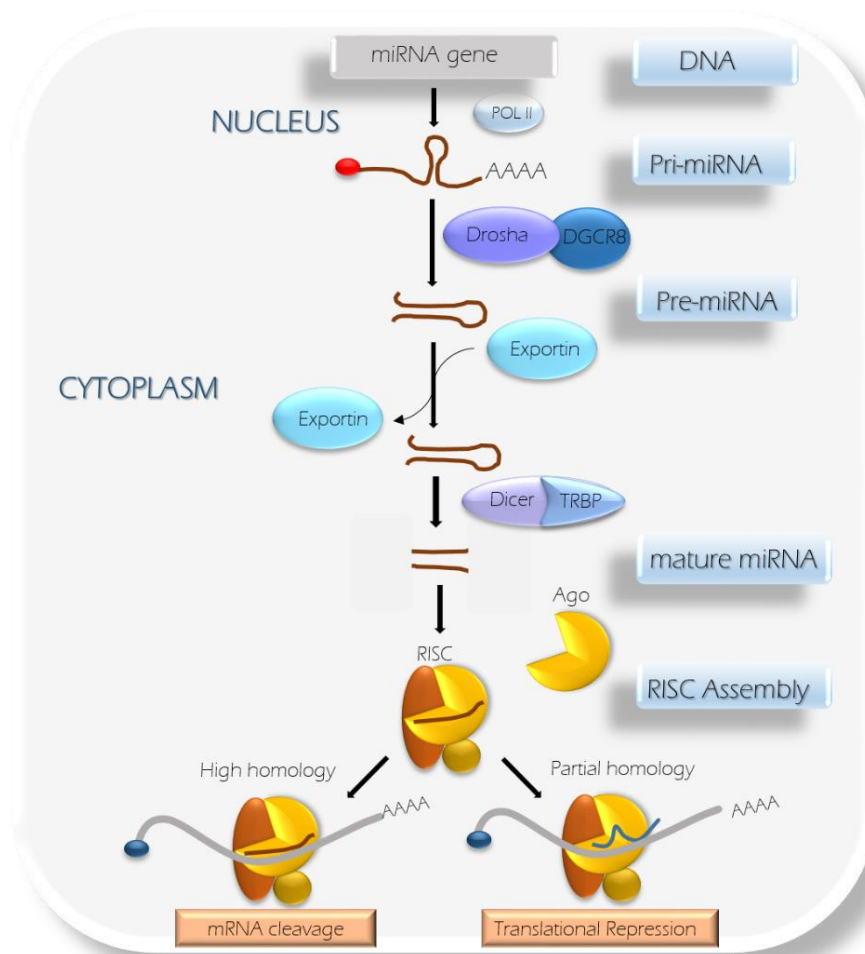 miRNA gene
DNA
POL II
NUCLEUS
AAAA
Pri-miRNA
Drosha
DGCR8
Pre-miRNA
Exportin
CYTOPLASM
Exportin
Dicer
TRBP
mature miRNA
Ago
RISC
RISC Assembly
High homology
Partial homology
AAAA
AAAA
mRNA cleavage
Translational Repression